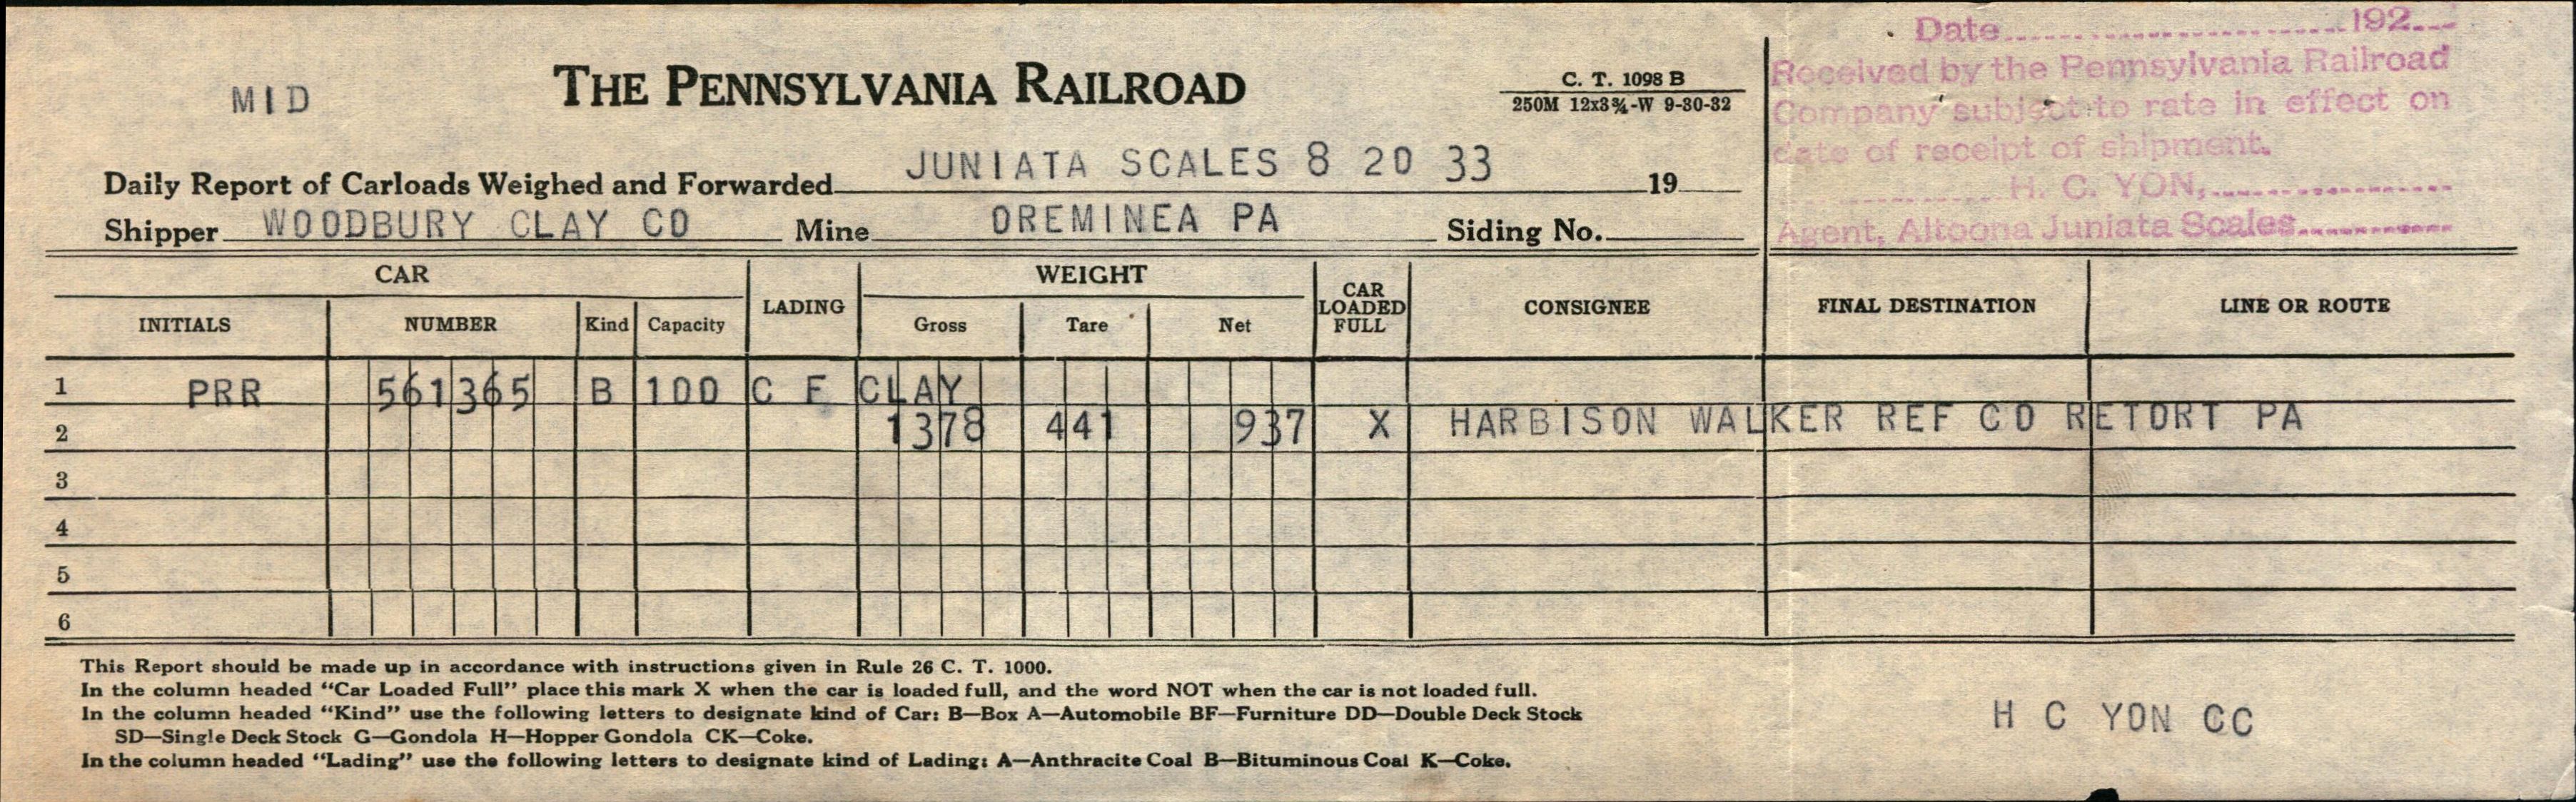 Date 192
Received by the Pennsylvania Railroad
Company subject to rate in effect on
date of receipt of shipment.
H. C. YON,
Agent, Altoona Juniata Scales
MID
THE PENNSYLVANIA RAILROAD
C. T. 1098 B
250M 12x3¾-W 9-30-32
Daily Report of Carloads Weighed and Forwarded JUNIATA SCALES 8 20 33 19
Shipper WOODBURY CLAY CO Mine OREMINEA PA Siding No.
CAR WEIGHT
INITIALS NUMBER Kind Capacity LADING Gross Tare Net CAR LOADED FULL CONSIGNEE FINAL DESTINATION LINE OR ROUTE
1 PRR 561365 B 100 C F CLAY
2 1378 441 937 X HARBISON WALKER REF CO RETORT PA
3
4
5
6
This Report should be made up in accordance with instructions given in Rule 26 C. T. 1000.
In the column headed “Car Loaded Full” place this mark X when the car is loaded full, and the word NOT when the car is not loaded full.
In the column headed “Kind” use the following letters to designate kind of Car: B—Box A—Automobile BF—Furniture DD—Double Deck Stock
SD—Single Deck Stock G—Gondola H—Hopper Gondola CK—Coke.
In the column headed “Lading” use the following letters to designate kind of Lading: A—Anthracite Coal B—Bituminous Coal K—Coke.
H C YON CC